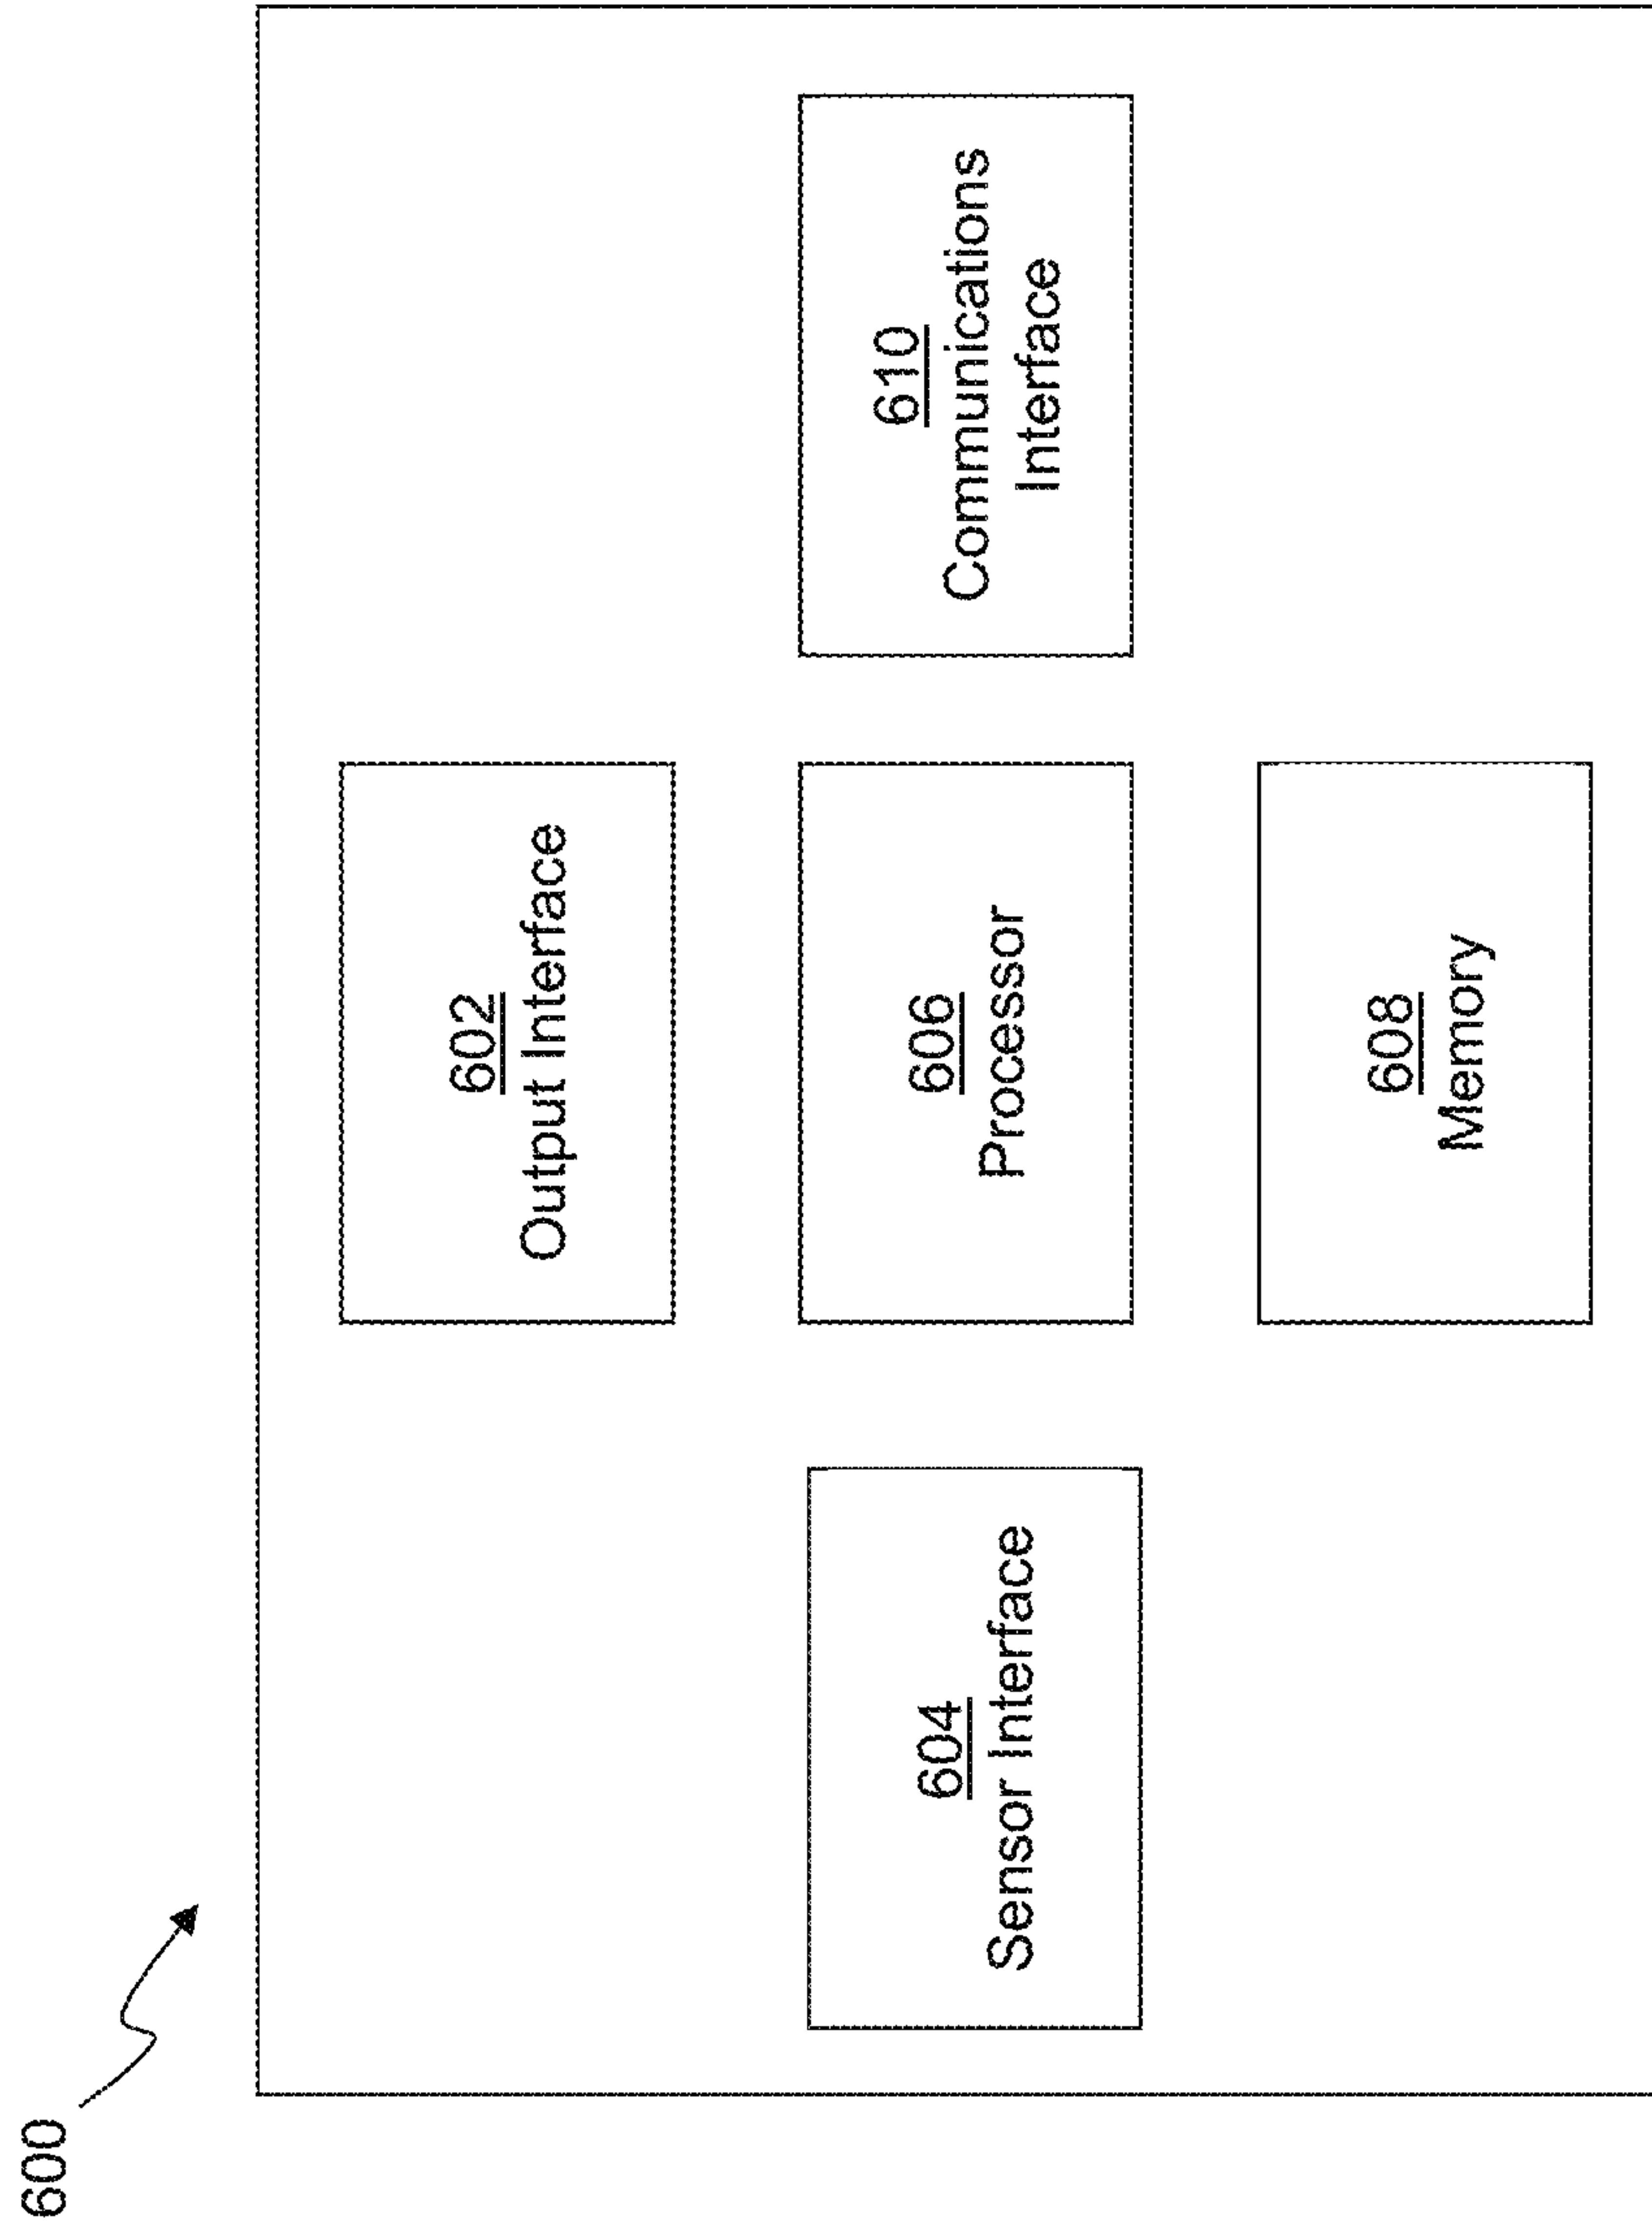 600
602
Output Interface
604
Sensor Interface
606
Processor
610
Communications
Interface
608
Memory